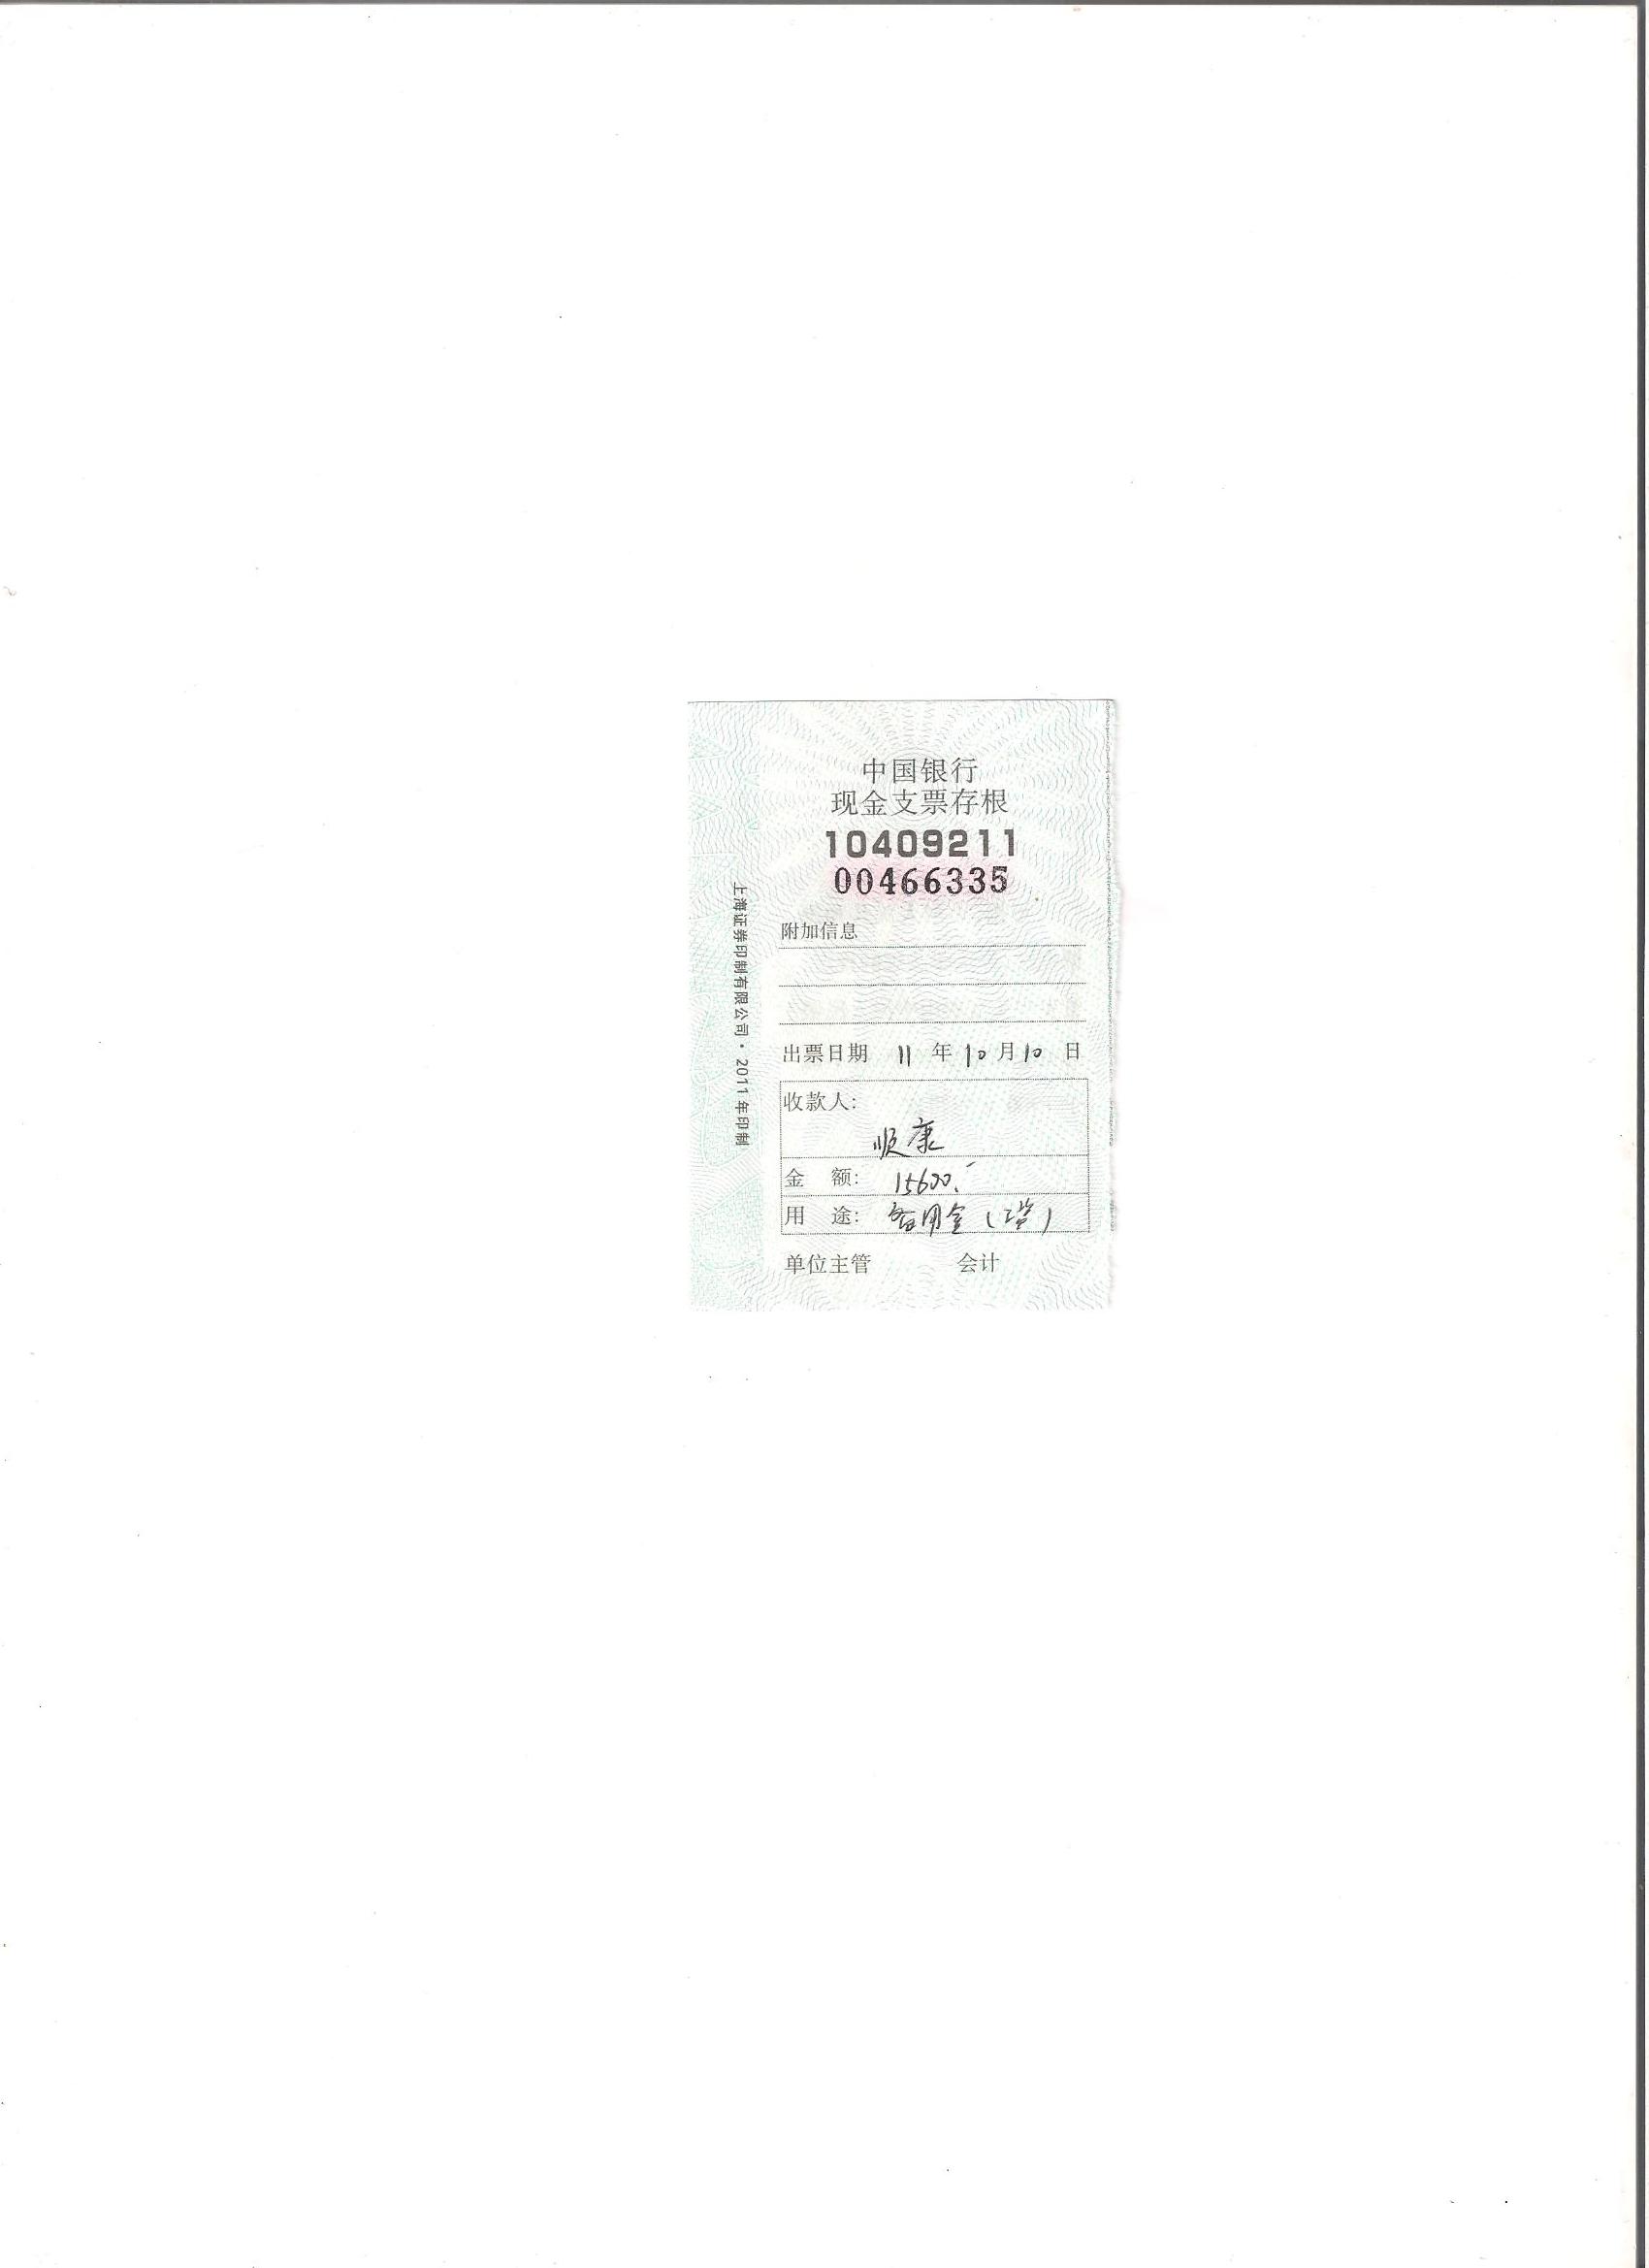 中国银行
现金支票存根
10409211
00466335
附加信息
出票日期 11 年 10 月 10 日
收款人:
顺康
金 额: 15600.-
用 途: 备用金(工资)
单位主管 会计
上海证券印制有限公司·2011年印制